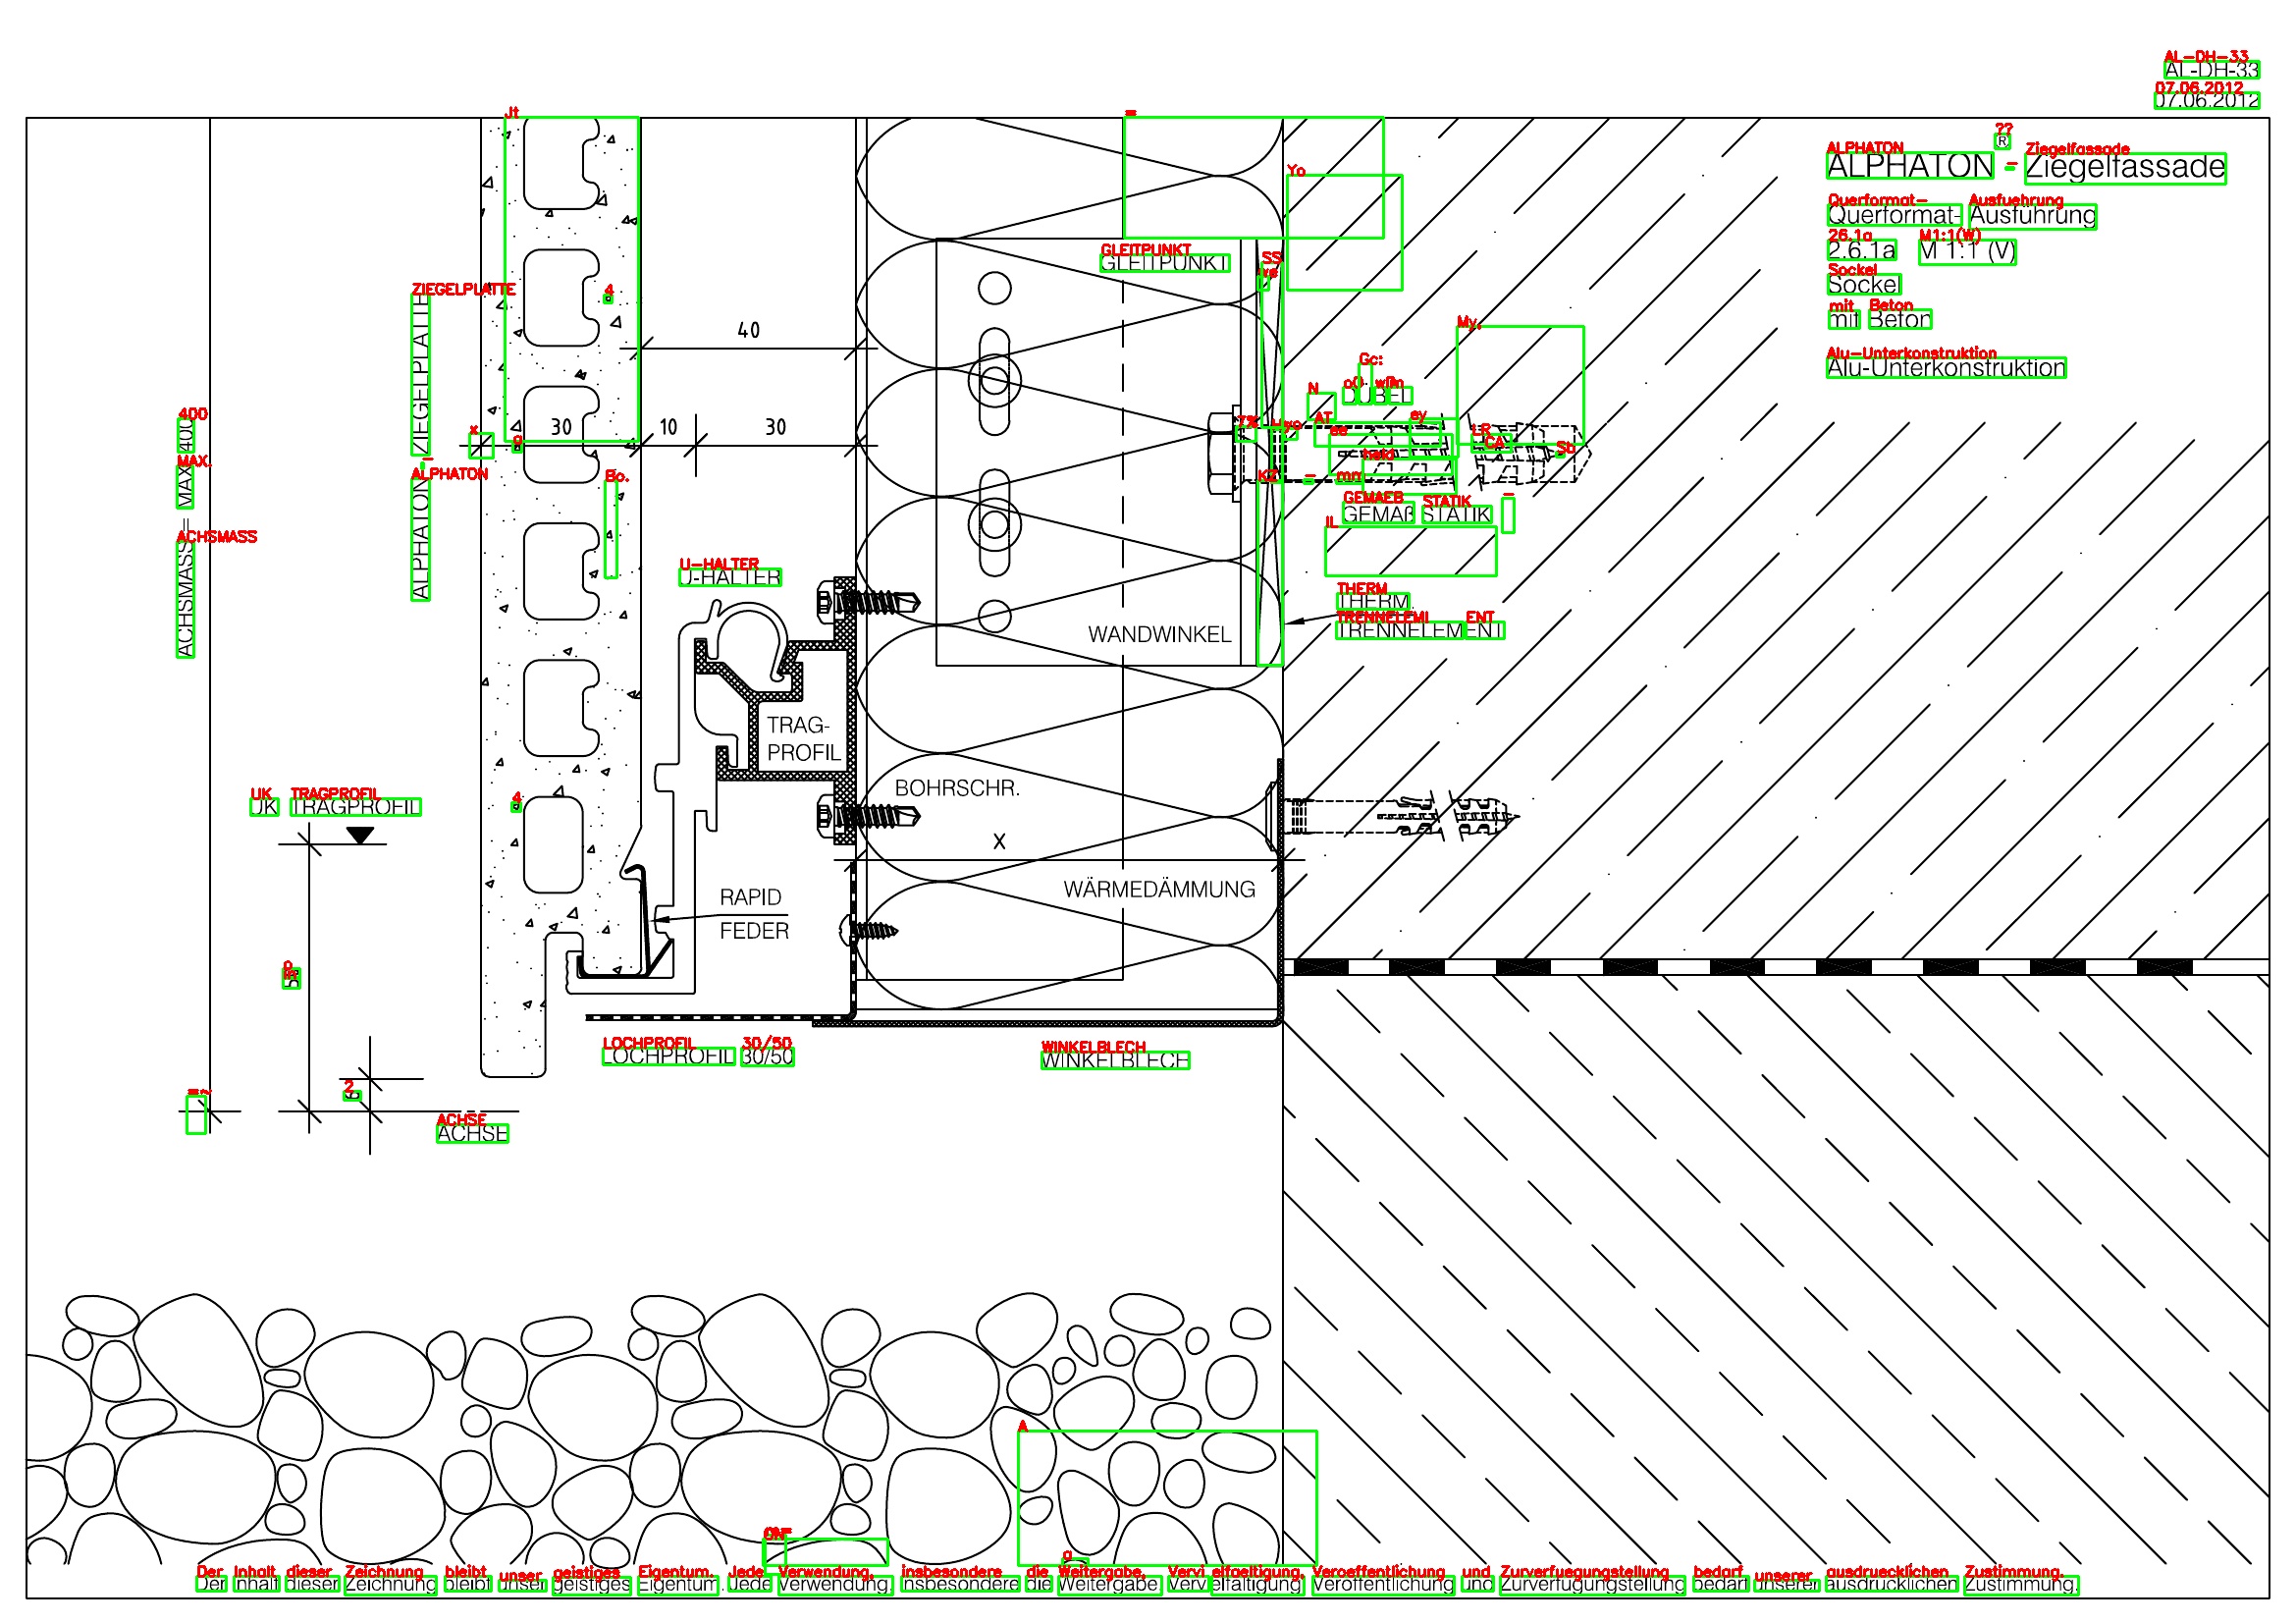 AL-DH-33
07.06.2012
ALPHATON® - Ziegelfassade
Querformat- Ausführung
2.6.1a M 1:1 (V)
Sockel
mit Beton
Alu-Unterkonstruktion
GLEITPUNKT
ALPHATON - ZIEGELPLATTE
ACHSMASS = MAX. 400
40
30 10 30
DÜBEL
GEMÄß STATIK
U-HALTER
THERM.
TRENNELEMENT
WANDWINKEL
TRAG-
PROFIL
BOHRSCHR.
UK TRAGPROFIL
X
WÄRMEDÄMMUNG
RAPID
FEDER
LOCHPROFIL 30/50
WINKELBLECH
ACHSE
Der Inhalt dieser Zeichnung bleibt unser geistiges Eigentum. Jede Verwendung, insbesondere die Weitergabe, Vervielfältigung, Veröffentlichung und Zurverfügungstellung bedarf unserer ausdrücklichen Zustimmung.